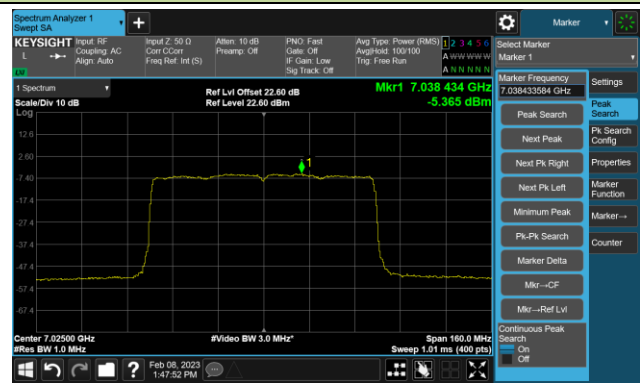 Spectrum Analyzer 1
Swept SA
Marker
KEYSIGHT
L
LW
Input: RF
Coupling: AC
Align: Auto
Input Z: 50 Ω
Corr CCorr
Freq Ref: Int (S)
Atten: 10 dB
Preamp: Off
PNO: Fast
Gate: Off
IF Gain: Low
Sig Track: Off
Avg Type: Power (RMS)
Avg|Hold: 100/100
Trig: Free Run
1 2 3 4 5 6
A W W W W W
A N N N N N
Select Marker
Marker 1
1 Spectrum
Scale/Div 10 dB
Log
Ref Lvl Offset 22.60 dB
Ref Level 22.60 dBm
Mkr1 7.038 434 GHz
-5.365 dBm
12.6
2.60
-7.40
-17.4
-27.4
-37.4
-47.4
-57.4
-67.4
1
Center 7.02500 GHz
#Res BW 1.0 MHz
#Video BW 3.0 MHz*
Span 160.0 MHz
Sweep 1.01 ms (400 pts)
Marker Frequency
7.038433584 GHz
Peak Search
Next Peak
Next Pk Right
Next Pk Left
Minimum Peak
Pk-Pk Search
Marker Delta
Mkr→CF
Mkr→Ref Lvl
Continuous Peak
Search
On
Off
Settings
Peak
Search
Pk Search
Config
Properties
Marker
Function
Marker→
Counter
?
Feb 08, 2023
1:47:52 PM